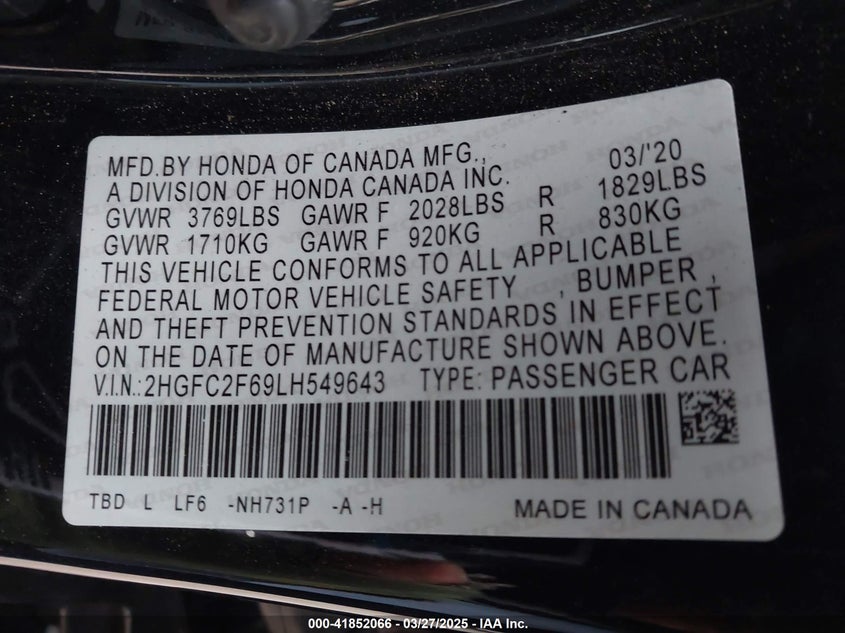 MFD.BY HONDA OF CANADA MFG., 03/'20
A DIVISION OF HONDA CANADA INC.
GVWR 3769LBS GAWR F 2028LBS R 1829LBS
GVWR 1710KG GAWR F 920KG R 830KG
THIS VEHICLE CONFORMS TO ALL APPLICABLE
FEDERAL MOTOR VEHICLE SAFETY , BUMPER ,
AND THEFT PREVENTION STANDARDS IN EFFECT
ON THE DATE OF MANUFACTURE SHOWN ABOVE.
V.I.N.:2HGFC2F69LH549643 TYPE: PASSENGER CAR
TBD L LF6 -NH731P -A -H MADE IN CANADA
000-41852066 - 03/27/2025 - IAA Inc.